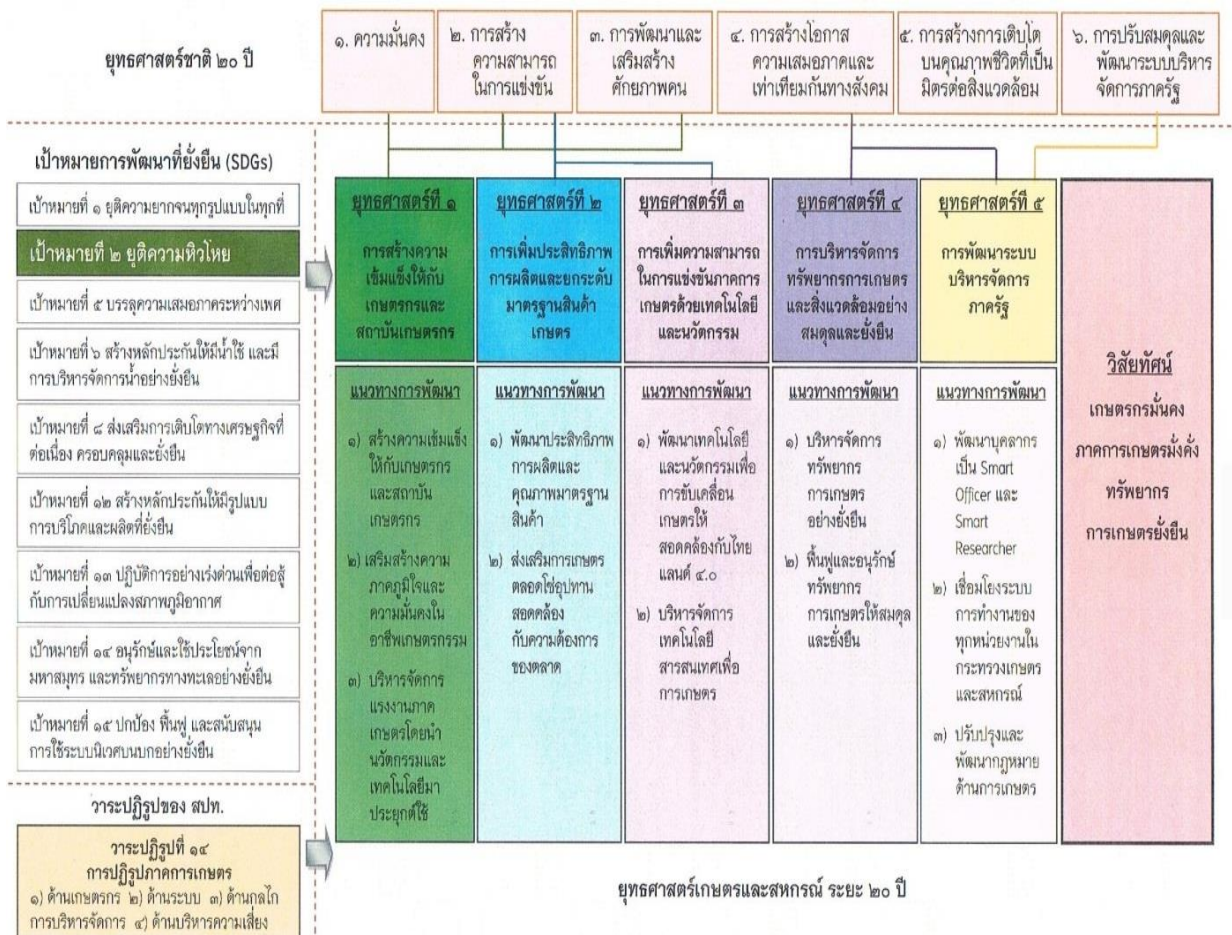 ยุทธศาสตร์ชาติ ๒๐ ปี
๑. ความมั่นคง
๒. การสร้าง
ความสามารถ
ในการแข่งขัน
๓. การพัฒนาและ
เสริมสร้าง
ศักยภาพคน
๔. การสร้างโอกาส
ความเสมอภาคและ
เท่าเทียมกันทางสังคม
๕. การสร้างการเติบโต
บนคุณภาพชีวิตที่เป็น
มิตรต่อสิ่งแวดล้อม
๖. การปรับสมดุลและ
พัฒนาระบบบริหาร
จัดการภาครัฐ
เป้าหมายการพัฒนาที่ยั่งยืน (SDGs)
เป้าหมายที่ ๑ ยุติความยากจนทุกรูปแบบในทุกที่
เป้าหมายที่ ๒ ยุติความหิวโหย
เป้าหมายที่ ๕ บรรลุความเสมอภาคระหว่างเพศ
เป้าหมายที่ ๖ สร้างหลักประกันให้มีน้ำใช้ และมี
การบริหารจัดการน้ำอย่างยั่งยืน
เป้าหมายที่ ๘ ส่งเสริมการเติบโตทางเศรษฐกิจที่
ต่อเนื่อง ครอบคลุมและยั่งยืน
เป้าหมายที่ ๑๒ สร้างหลักประกันให้มีรูปแบบ
การบริโภคและผลิตที่ยั่งยืน
เป้าหมายที่ ๑๓ ปฏิบัติการอย่างเร่งด่วนเพื่อต่อสู้
กับการเปลี่ยนแปลงสภาพภูมิอากาศ
เป้าหมายที่ ๑๔ อนุรักษ์และใช้ประโยชน์จาก
มหาสมุทร และทรัพยากรทางทะเลอย่างยั่งยืน
เป้าหมายที่ ๑๕ ปกป้อง ฟื้นฟู และสนับสนุน
การใช้ระบบนิเวศบนบกอย่างยั่งยืน
วาระปฏิรูปของ สปท.
วาระปฏิรูปที่ ๑๔
การปฏิรูปภาคการเกษตร
๑) ด้านเกษตรกร ๒) ด้านระบบ ๓) ด้านกลไก
การบริหารจัดการ ๔) ด้านบริหารความเสี่ยง
ยุทธศาสตร์ที่ ๑
การสร้างความ
เข้มแข็งให้กับ
เกษตรกรและ
สถาบันเกษตรกร
แนวทางการพัฒนา
๑) สร้างความเข้มแข็ง
ให้กับเกษตรกร
และสถาบัน
เกษตรกร
๒) เสริมสร้างความ
ภาคภูมิใจและ
ความมั่นคงใน
อาชีพเกษตรกรรม
๓) บริหารจัดการ
แรงงานภาค
เกษตรโดยนำ
นวัตกรรมและ
เทคโนโลยีมา
ประยุกต์ใช้
ยุทธศาสตร์ที่ ๒
การเพิ่มประสิทธิภาพ
การผลิตและยกระดับ
มาตรฐานสินค้า
เกษตร
แนวทางการพัฒนา
๑) พัฒนาประสิทธิภาพ
การผลิตและ
คุณภาพมาตรฐาน
สินค้า
๒) ส่งเสริมการเกษตร
ตลอดโซ่อุปทาน
สอดคล้อง
กับความต้องการ
ของตลาด
ยุทธศาสตร์ที่ ๓
การเพิ่มความสามารถ
ในการแข่งขันภาคการ
เกษตรด้วยเทคโนโลยี
และนวัตกรรม
แนวทางการพัฒนา
๑) พัฒนาเทคโนโลยี
และนวัตกรรมเพื่อ
การขับเคลื่อน
เกษตรให้
สอดคล้องกับไทย
แลนด์ ๔.๐
๒) บริหารจัดการ
เทคโนโลยี
สารสนเทศเพื่อ
การเกษตร
ยุทธศาสตร์ที่ ๔
การบริหารจัดการ
ทรัพยากรการเกษตร
และสิ่งแวดล้อมอย่าง
สมดุลและยั่งยืน
แนวทางการพัฒนา
๑) บริหารจัดการ
ทรัพยากร
การเกษตร
อย่างยั่งยืน
๒) ฟื้นฟูและอนุรักษ์
ทรัพยากร
การเกษตรให้สมดุล
และยั่งยืน
ยุทธศาสตร์ที่ ๕
การพัฒนาระบบ
บริหารจัดการ
ภาครัฐ
แนวทางการพัฒนา
๑) พัฒนาบุคลากร
เป็น Smart
Officer และ
Smart
Researcher
๒) เชื่อมโยงระบบ
การทำงานของ
ทุกหน่วยงานใน
กระทรวงเกษตร
และสหกรณ์
๓) ปรับปรุงและ
พัฒนากฎหมาย
ด้านการเกษตร
วิสัยทัศน์
เกษตรกรมั่นคง
ภาคการเกษตรมั่งคั่ง
ทรัพยากร
การเกษตรยั่งยืน
ยุทธศาสตร์เกษตรและสหกรณ์ ระยะ ๒๐ ปี